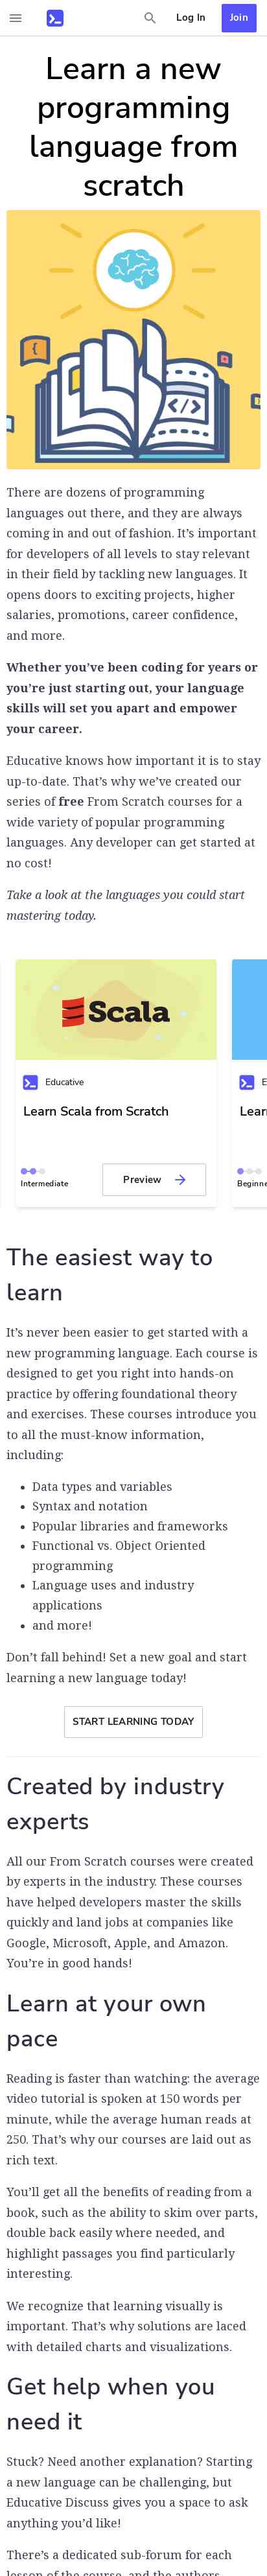 Log In
Join
Learn a new
programming
language from
scratch
{
</>
There are dozens of programming
languages out there, and they are always
coming in and out of fashion. It’s important
for developers of all levels to stay relevant
in their field by tackling new languages. It
opens doors to exciting projects, higher
salaries, promotions, career confidence,
and more.
Whether you’ve been coding for years or
you’re just starting out, your language
skills will set you apart and empower
your career.
Educative knows how important it is to stay
up-to-date. That’s why we’ve created our
series of free From Scratch courses for a
wide variety of popular programming
languages. Any developer can get started at
no cost!
Take a look at the languages you could start
mastering today.
Scala
Educative
E
Learn Scala from Scratch
Lear
Intermediate
Preview
Beginne
The easiest way to
learn
It’s never been easier to get started with a
new programming language. Each course is
designed to get you right into hands-on
practice by offering foundational theory
and exercises. These courses introduce you
to all the must-know information,
including:
• Data types and variables
• Syntax and notation
• Popular libraries and frameworks
• Functional vs. Object Oriented
programming
• Language uses and industry
applications
• and more!
Don’t fall behind! Set a new goal and start
learning a new language today!
START LEARNING TODAY
Created by industry
experts
All our From Scratch courses were created
by experts in the industry. These courses
have helped developers master the skills
quickly and land jobs at companies like
Google, Microsoft, Apple, and Amazon.
You’re in good hands!
Learn at your own
pace
Reading is faster than watching: the average
video tutorial is spoken at 150 words per
minute, while the average human reads at
250. That’s why our courses are laid out as
rich text.
You’ll get all the benefits of reading from a
book, such as the ability to skim over parts,
double back easily where needed, and
highlight passages you find particularly
interesting.
We recognize that learning visually is
important. That’s why solutions are laced
with detailed charts and visualizations.
Get help when you
need it
Stuck? Need another explanation? Starting
a new language can be challenging, but
Educative Discuss gives you a space to ask
anything you’d like!
There’s a dedicated sub-forum for each
lesson of the course, and the authors